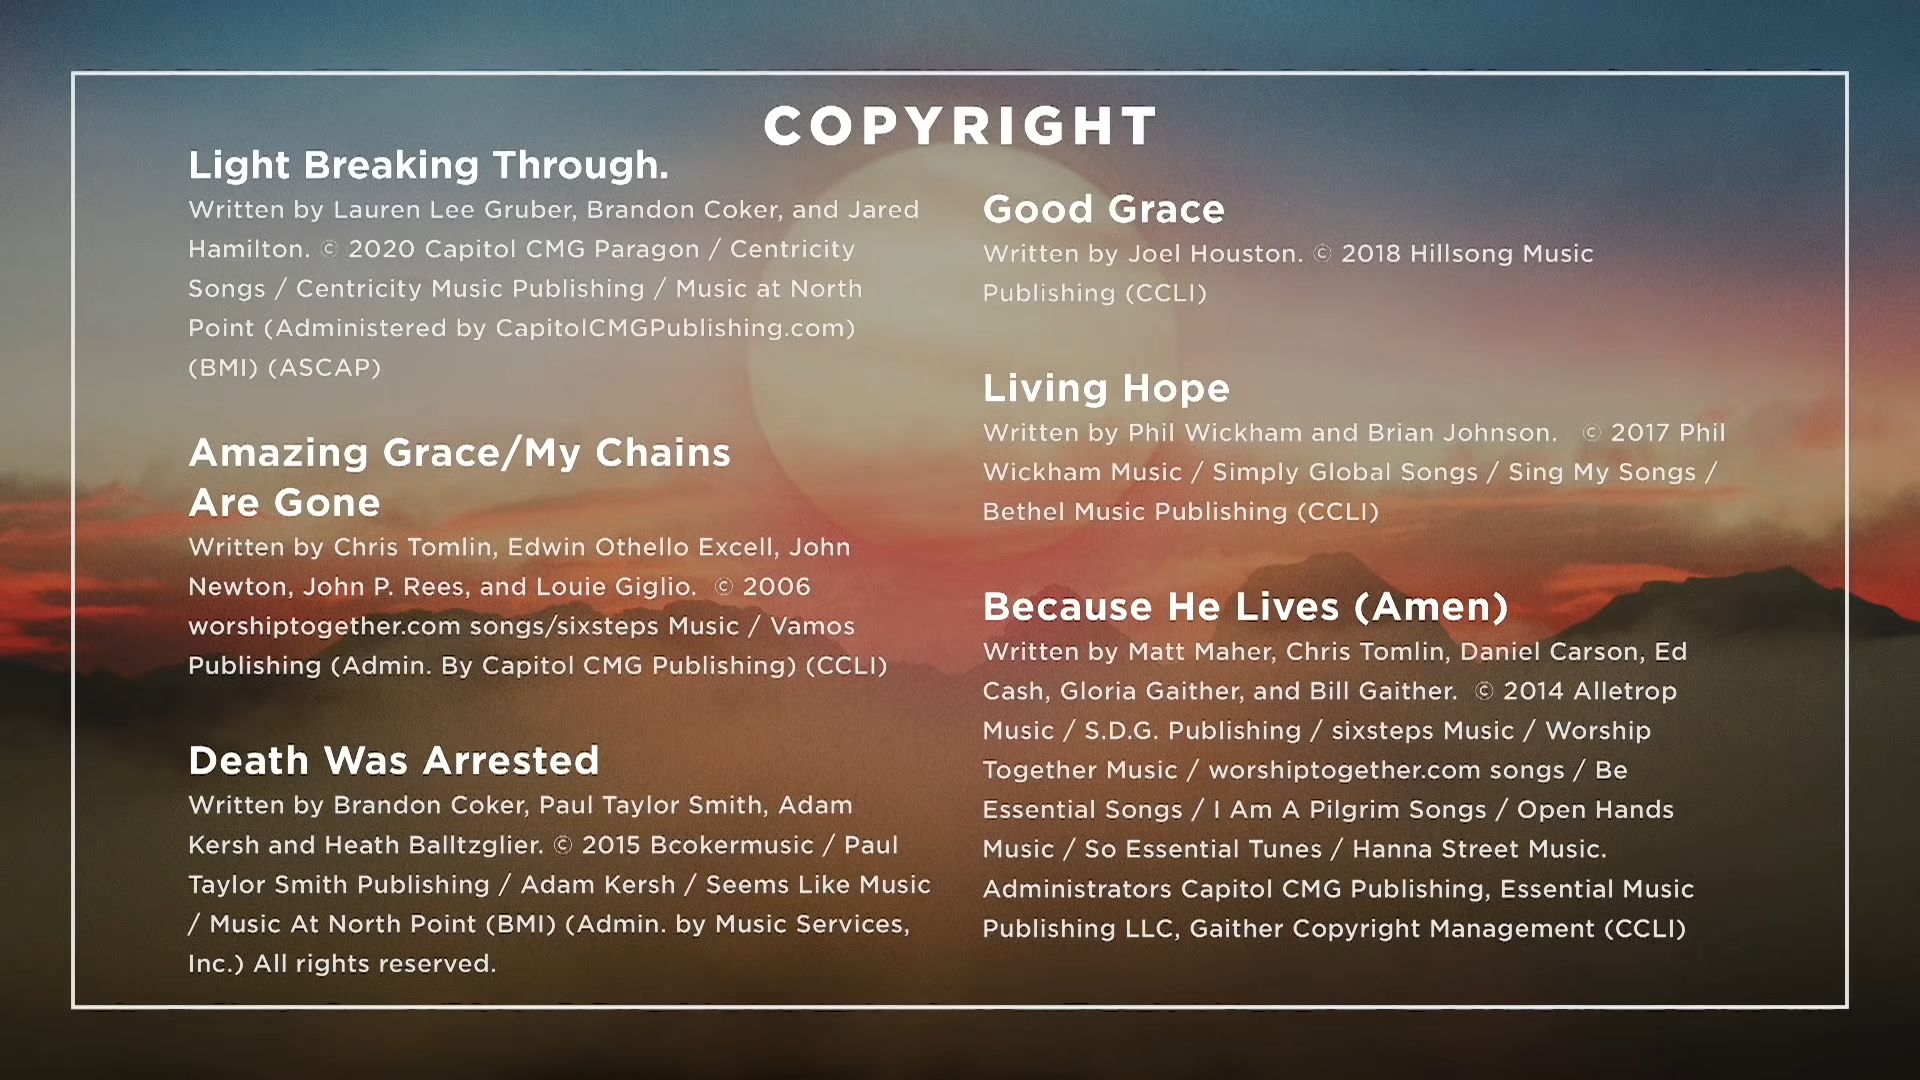 COPYRIGHT
Light Breaking Through.
Written by Lauren Lee Gruber, Brandon Coker, and Jared
Hamilton. © 2020 Capitol CMG Paragon / Centricity
Songs / Centricity Music Publishing / Music at North
Point (Administered by CapitolCMGPublishing.com)
(BMI) (ASCAP)
Amazing Grace/My Chains
Are Gone
Written by Chris Tomlin, Edwin Othello Excell, John
Newton, John P. Rees, and Louie Giglio. © 2006
worshiptogether.com songs/sixsteps Music / Vamos
Publishing (Admin. By Capitol CMG Publishing) (CCLI)
Death Was Arrested
Written by Brandon Coker, Paul Taylor Smith, Adam
Kersh and Heath Balltzglier. © 2015 Bcokermusic / Paul
Taylor Smith Publishing / Adam Kersh / Seems Like Music
/ Music At North Point (BMI) (Admin. by Music Services,
Inc.) All rights reserved.
Good Grace
Written by Joel Houston. © 2018 Hillsong Music
Publishing (CCLI)
Living Hope
Written by Phil Wickham and Brian Johnson. © 2017 Phil
Wickham Music / Simply Global Songs / Sing My Songs /
Bethel Music Publishing (CCLI)
Because He Lives (Amen)
Written by Matt Maher, Chris Tomlin, Daniel Carson, Ed
Cash, Gloria Gaither, and Bill Gaither. © 2014 Alletrop
Music / S.D.G. Publishing / sixsteps Music / Worship
Together Music / worshiptogether.com songs / Be
Essential Songs / I Am A Pilgrim Songs / Open Hands
Music / So Essential Tunes / Hanna Street Music.
Administrators Capitol CMG Publishing, Essential Music
Publishing LLC, Gaither Copyright Management (CCLI)